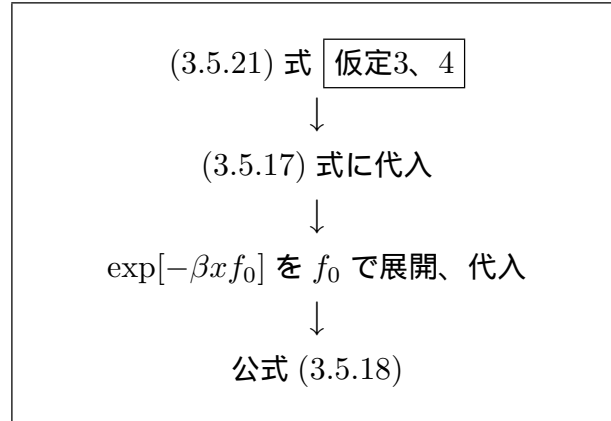 (3.5.21) 式 仮定3、4
↓
(3.5.17) 式に代入
↓
exp[−βxf₀] を f₀ で展開、代入
↓
公式 (3.5.18)